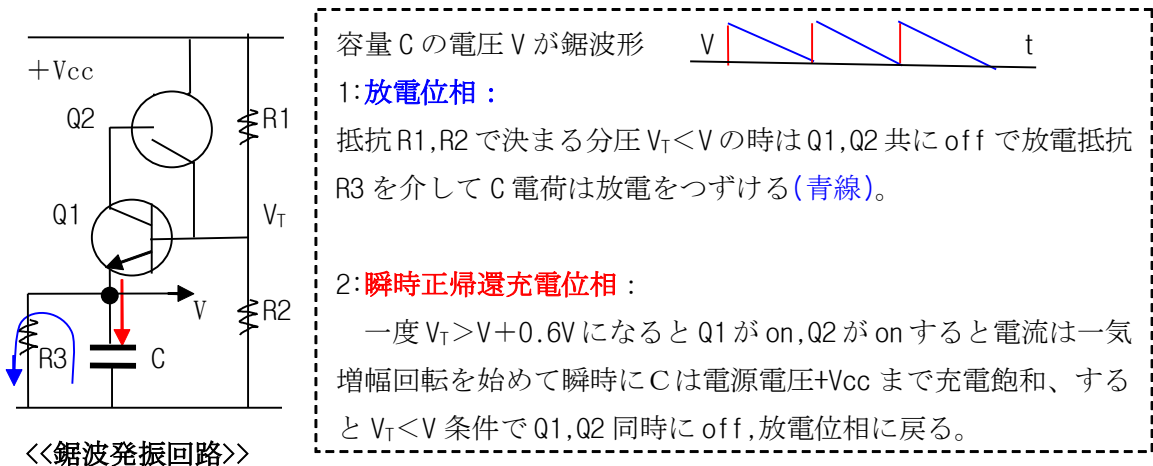 ＋Vcc
Q2
R1
Q1
VT
V
R2
R3
C
<<鋸波発振回路>>
容量Cの電圧Vが鋸波形
V
t
1:放電位相：
抵抗R1,R2で決まる分圧VT＜Vの時はQ1,Q2共にoffで放電抵抗
R3を介してC電荷は放電をつずける(青線)。
2:瞬時正帰還充電位相：
一度VT＞V＋0.6VになるとQ1がon,Q2がonすると電流は一気
増幅回転を始めて瞬時にＣは電源電圧+Vccまで充電飽和、する
とVT＜V条件でQ1,Q2同時にoff,放電位相に戻る。